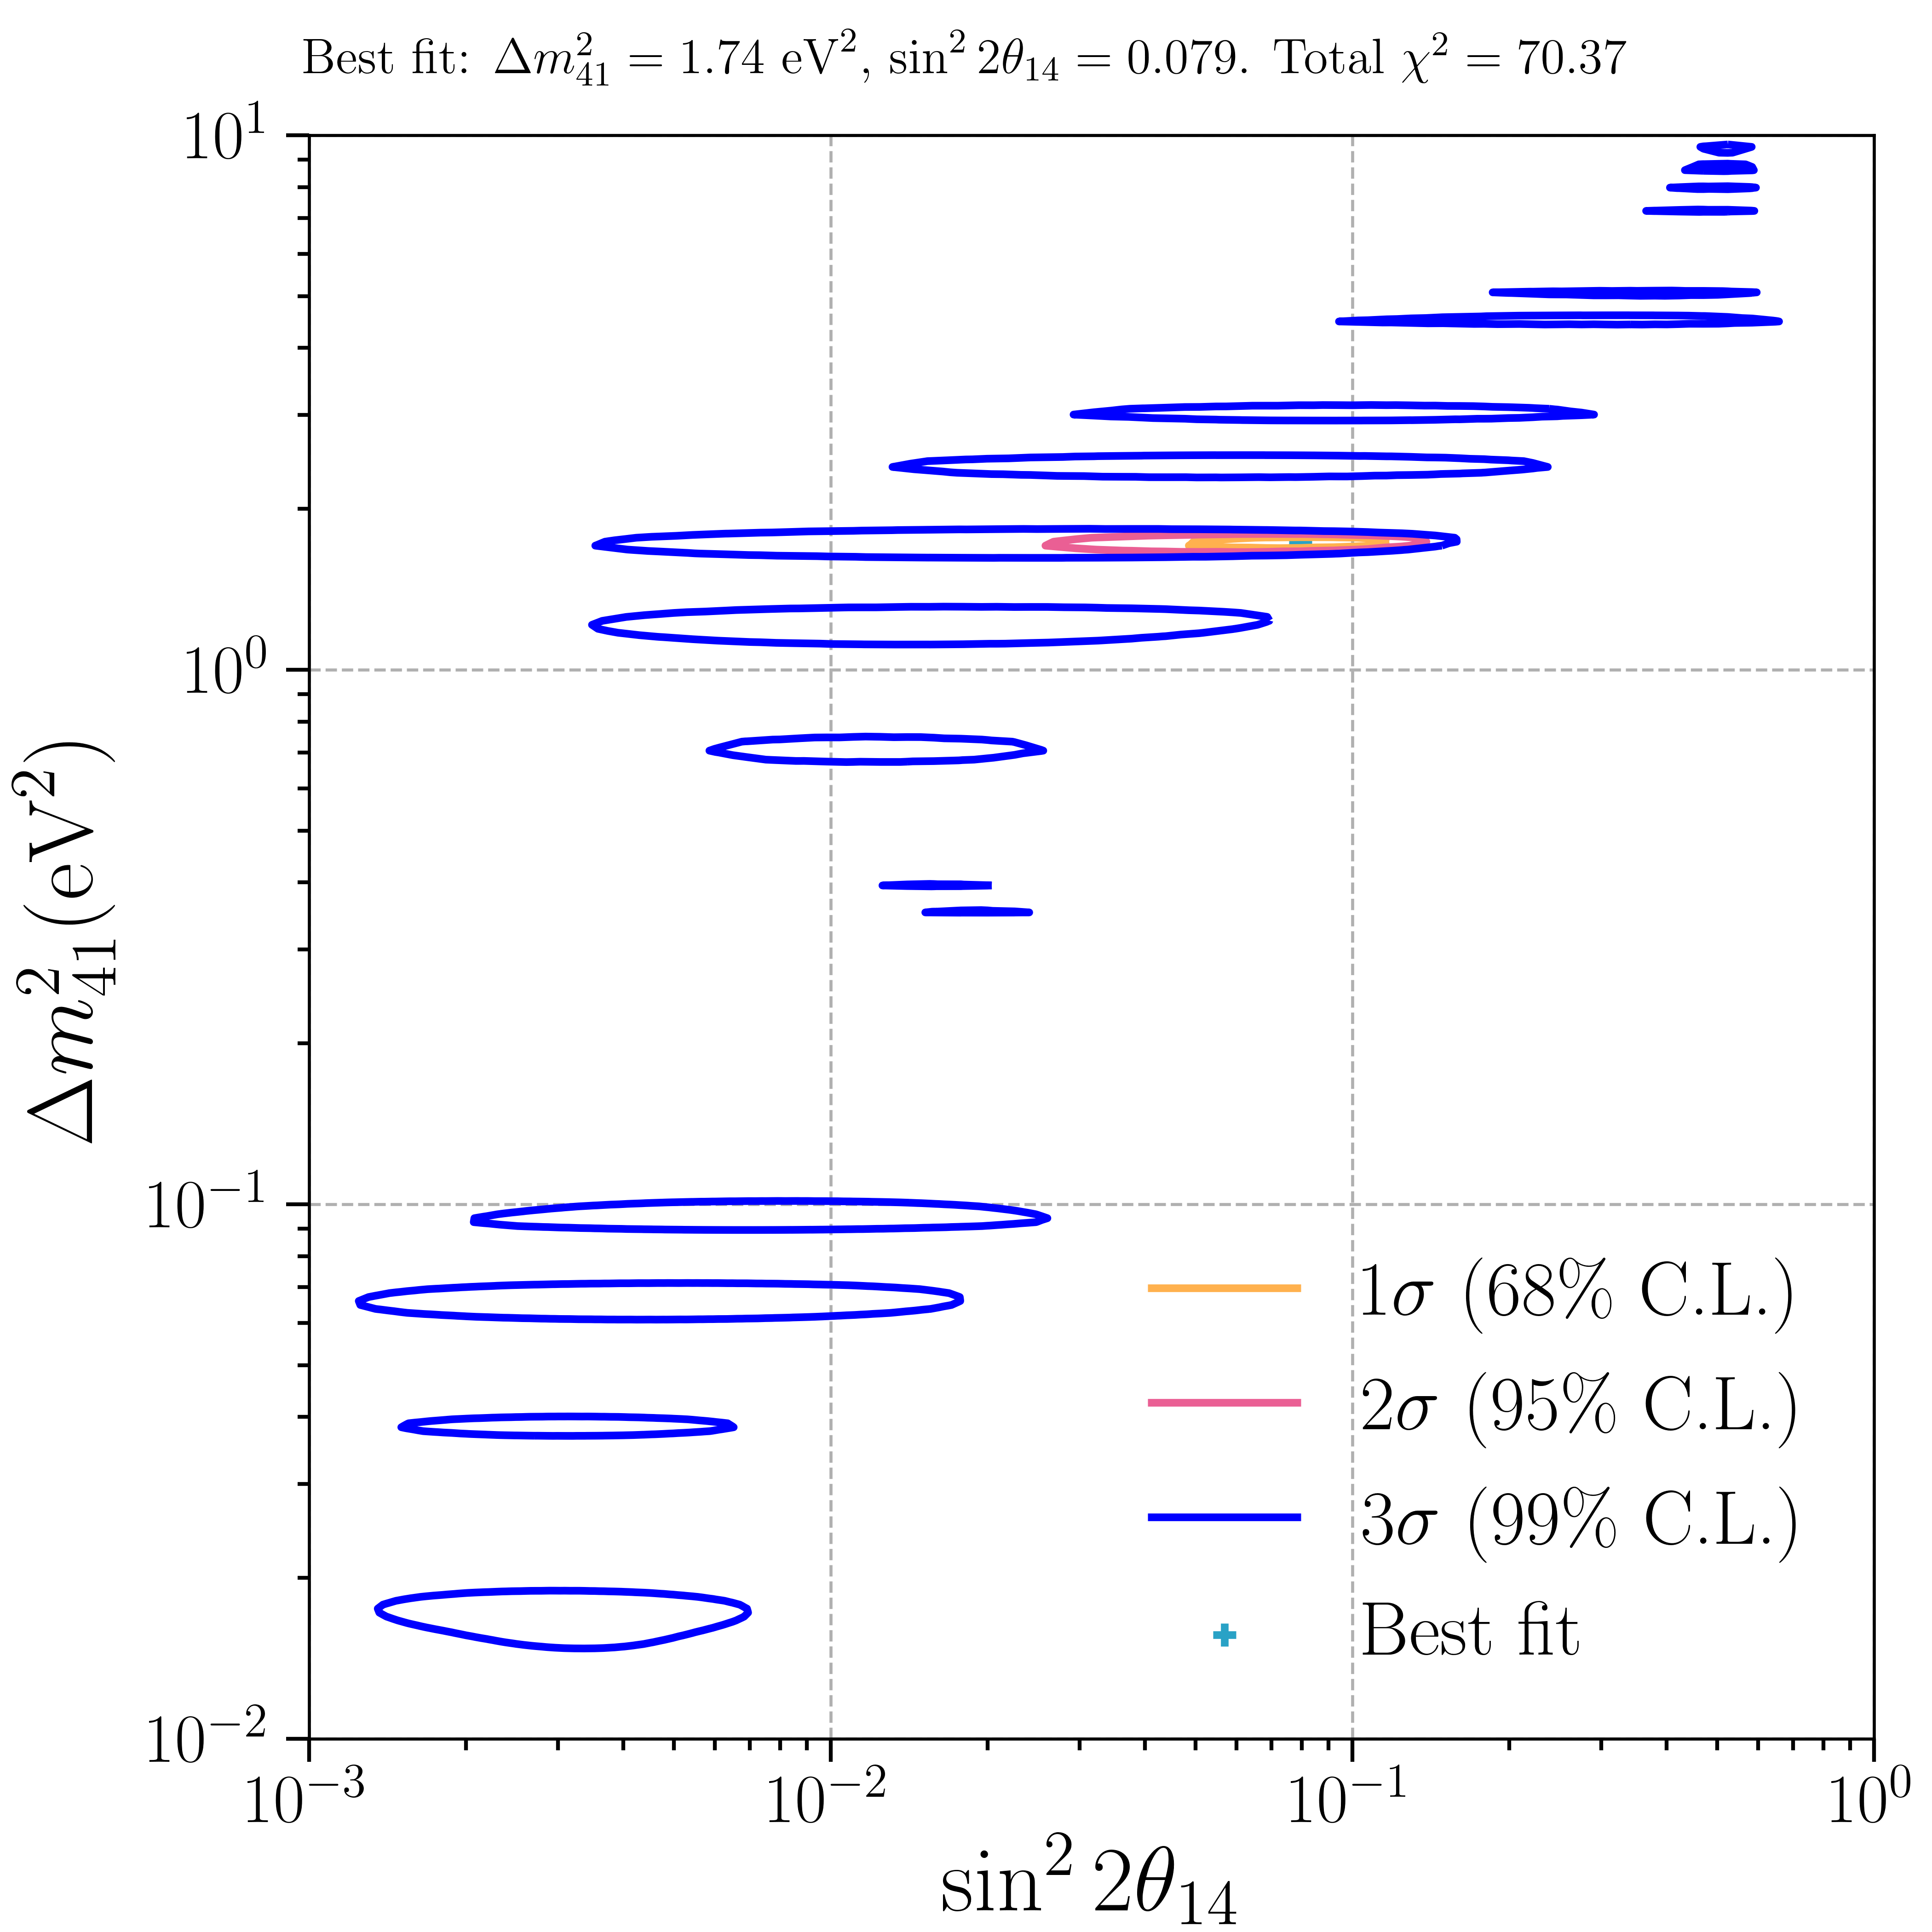 Best fit: Δm²₄₁ = 1.74 eV², sin² 2θ₁₄ = 0.079. Total χ² = 70.37
10¹
10⁰
10⁻¹
10⁻²
Δm²₄₁(eV²)
1σ (68% C.L.)
2σ (95% C.L.)
3σ (99% C.L.)
Best fit
10⁻³ 10⁻² 10⁻¹ 10⁰
sin² 2θ₁₄